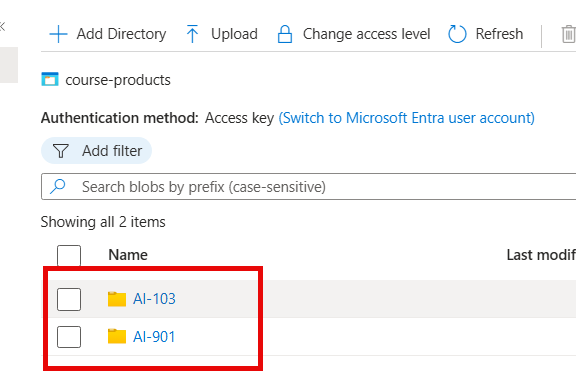 Add Directory Upload Change access level Refresh
course-products
Authentication method: Access key (Switch to Microsoft Entra user account)
Add filter
Search blobs by prefix (case-sensitive)
Showing all 2 items
Name Last modif
AI-103
AI-901